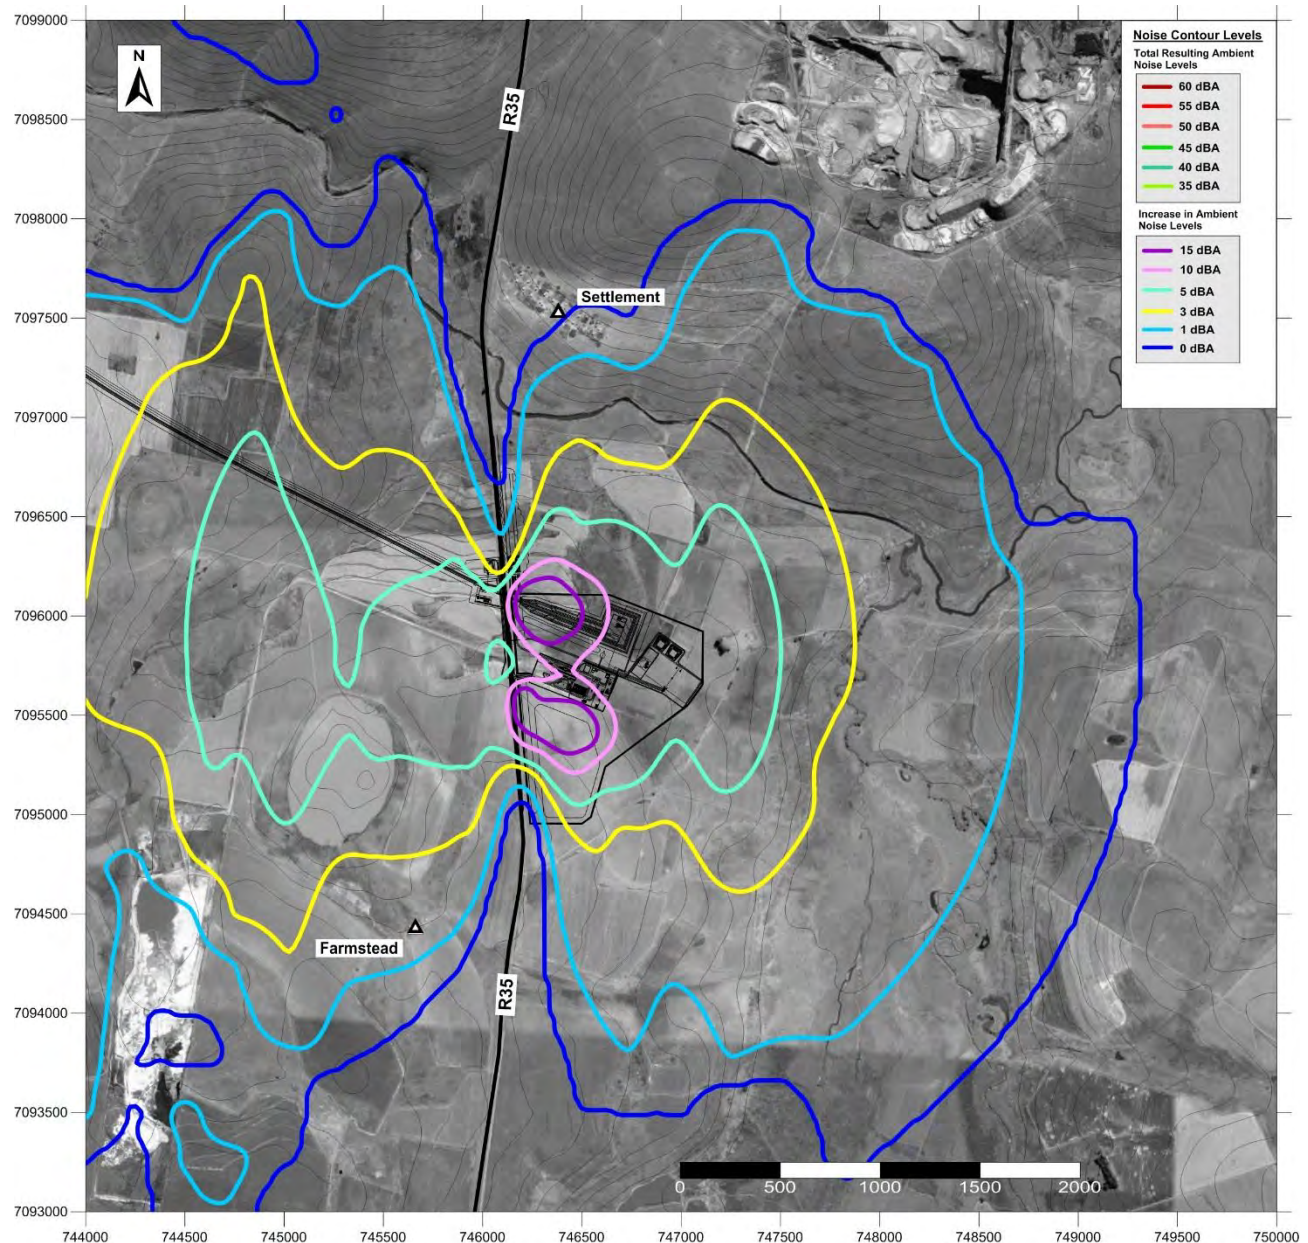 7099000
7098500
7098000
7097500
7097000
7096500
7096000
7095500
7095000
7094500
7094000
7093500
7093000
N
R35
Settlement
Farmstead
R35
Noise Contour Levels
Total Resulting Ambient
Noise Levels
60 dBA
55 dBA
50 dBA
45 dBA
40 dBA
35 dBA
Increase in Ambient
Noise Levels
15 dBA
10 dBA
5 dBA
3 dBA
1 dBA
0 dBA
0 500 1000 1500 2000
744000 744500 745000 745500 746000 746500 747000 747500 748000 748500 749000 749500 750000